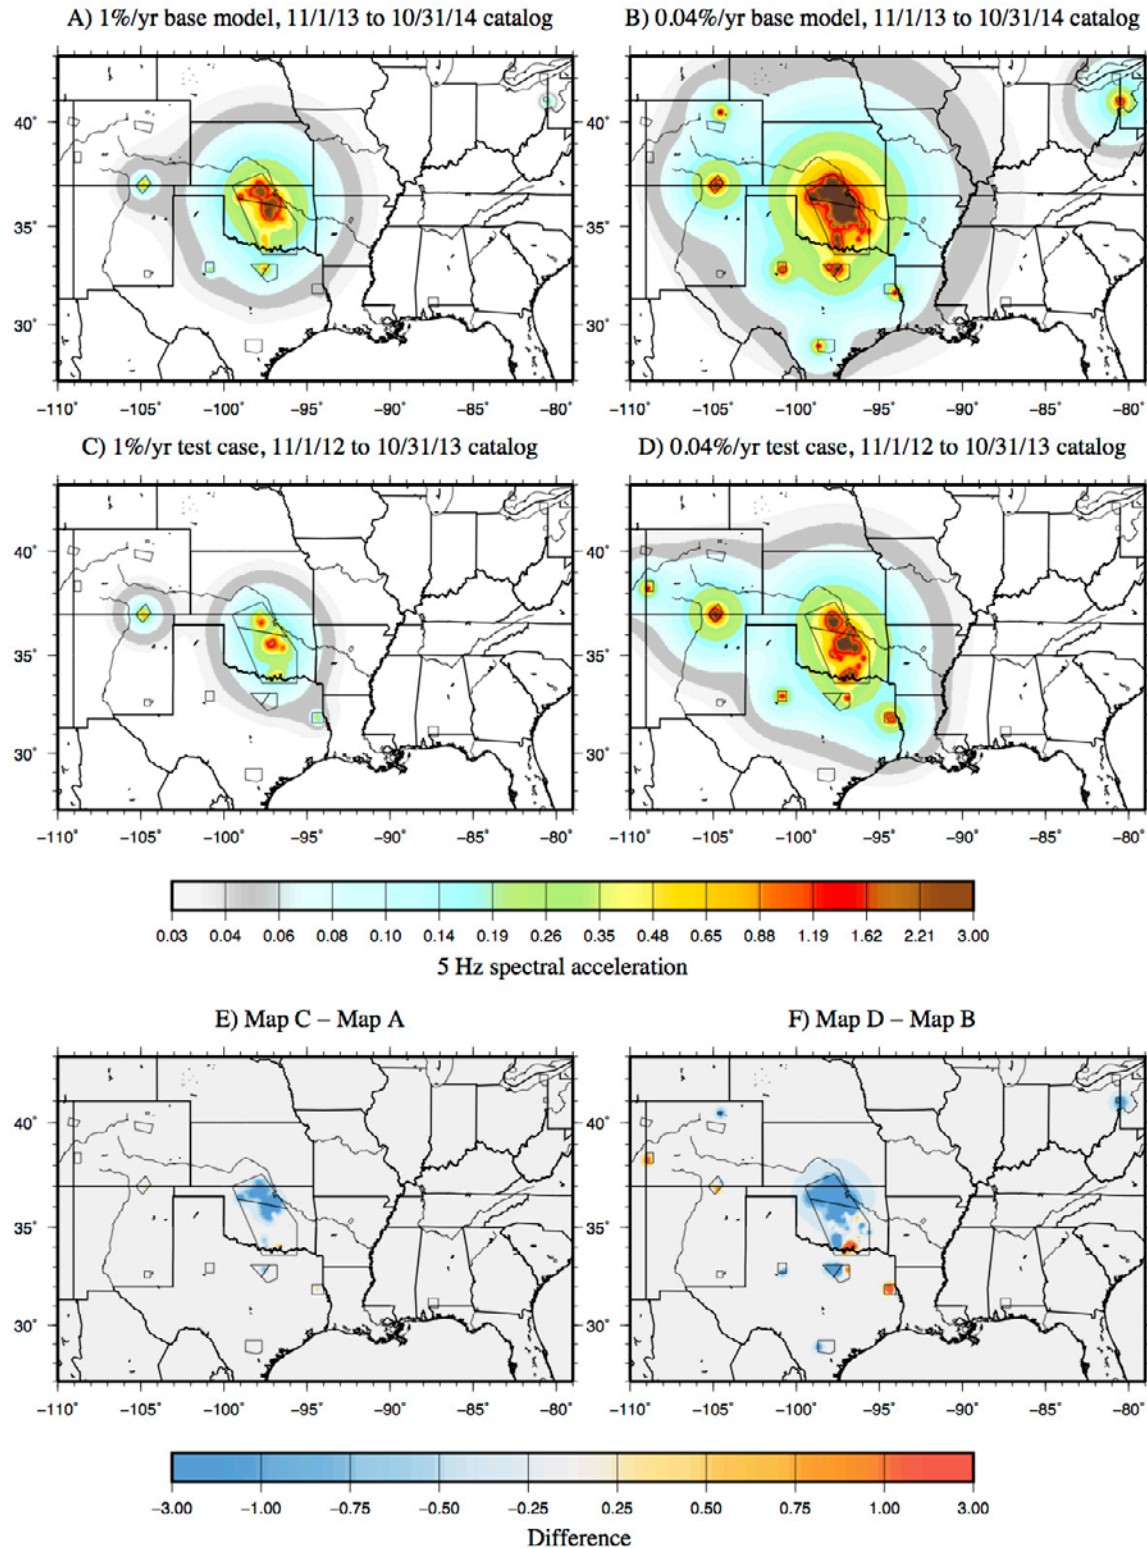 A) 1%/yr base model, 11/1/13 to 10/31/14 catalog
B) 0.04%/yr base model, 11/1/13 to 10/31/14 catalog
40°
35°
30°
−110° −105° −100° −95° −90° −85° −80°
40°
35°
30°
−110° −105° −100° −95° −90° −85° −80°
C) 1%/yr test case, 11/1/12 to 10/31/13 catalog
D) 0.04%/yr test case, 11/1/12 to 10/31/13 catalog
40°
35°
30°
−110° −105° −100° −95° −90° −85° −80°
40°
35°
30°
−110° −105° −100° −95° −90° −85° −80°
0.03 0.04 0.06 0.08 0.10 0.14 0.19 0.26 0.35 0.48 0.65 0.88 1.19 1.62 2.21 3.00
5 Hz spectral acceleration
E) Map C – Map A
F) Map D – Map B
40°
35°
30°
−110° −105° −100° −95° −90° −85° −80°
40°
35°
30°
−110° −105° −100° −95° −90° −85° −80°
−3.00 −1.00 −0.75 −0.50 −0.25 0.25 0.50 0.75 1.00 3.00
Difference